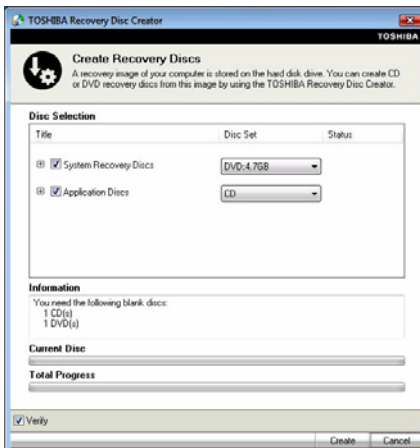 TOSHIBA Recovery Disc Creator
TOSHIBA
Create Recovery Discs
A recovery image of your computer is stored on the hard disk drive. You can create CD
or DVD recovery discs from this image by using the TOSHIBA Recovery Disc Creator.
Disc Selection
Title Disc Set Status
System Recovery Discs DVD:4.7GB
Application Discs CD
Information
You need the following blank discs:
1 CD(s)
1 DVD(s)
Current Disc
Total Progress
Verify
Create Cancel